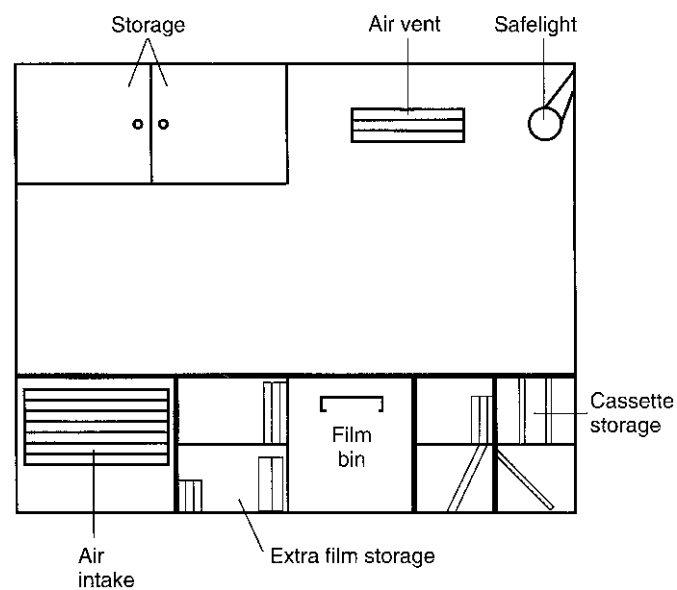 Storage
Air vent
Safelight
Cassette
storage
Film
bin
Air
intake
Extra film storage